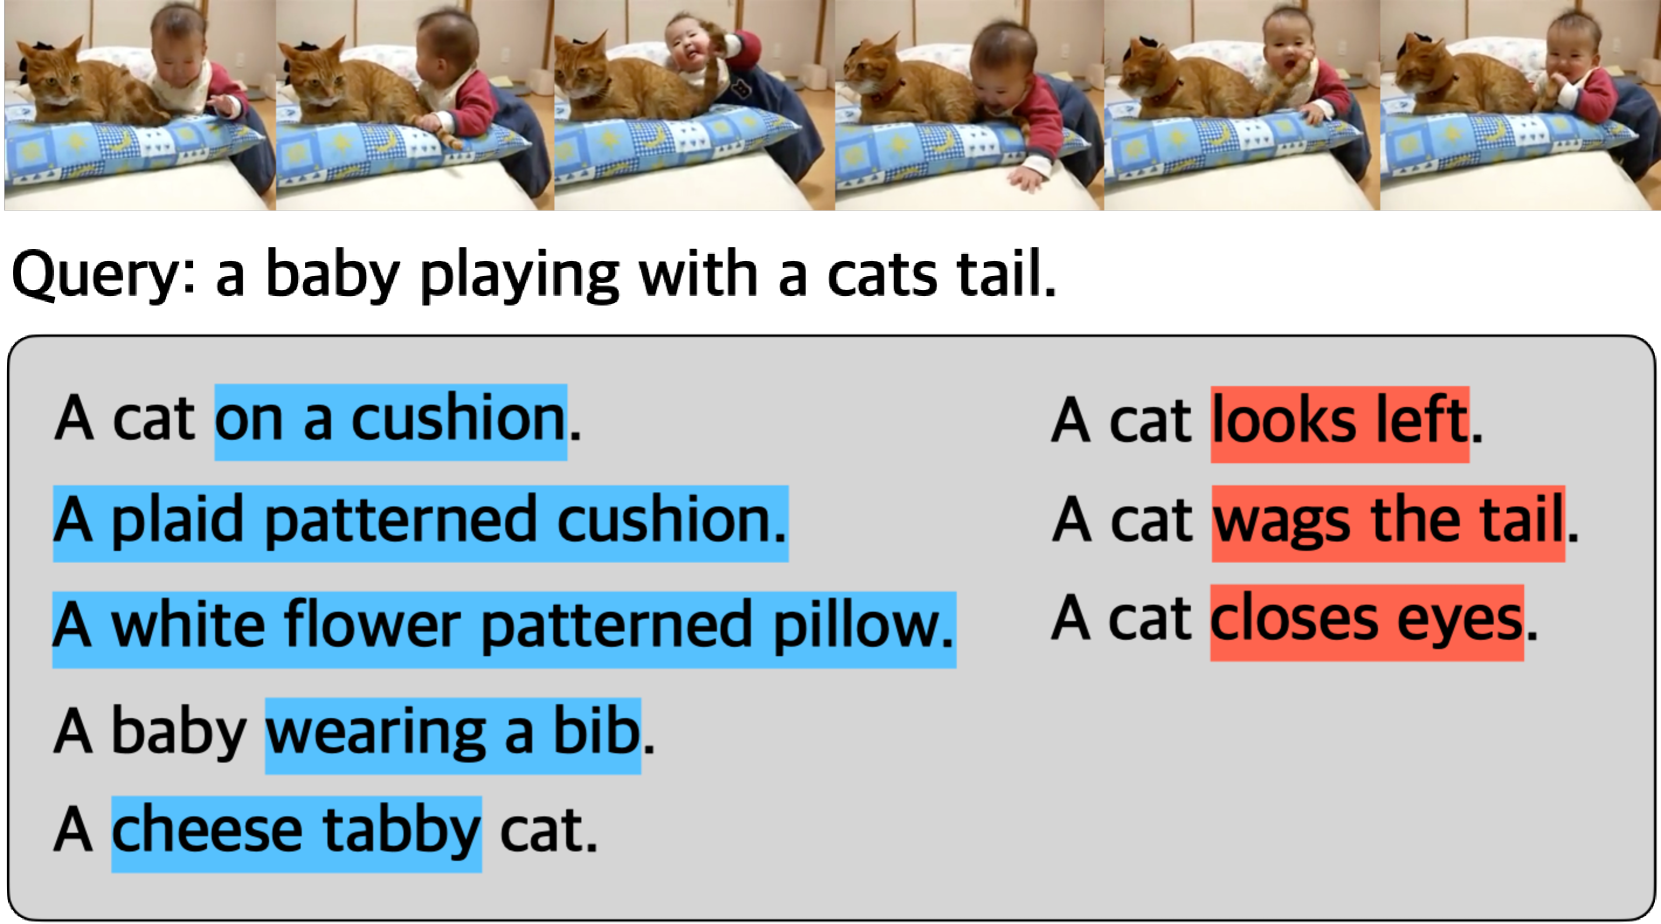 Query: a baby playing with a cats tail.
A cat on a cushion.
A plaid patterned cushion.
A white flower patterned pillow.
A baby wearing a bib.
A cheese tabby cat.
A cat looks left.
A cat wags the tail.
A cat closes eyes.